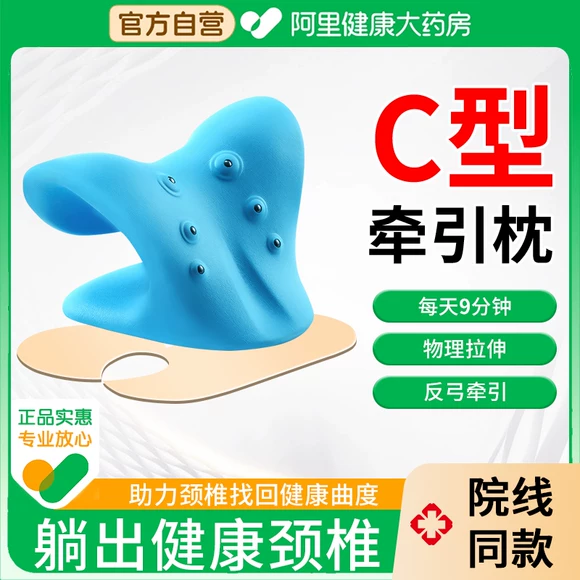 官方自营 阿里健康大药房
C型
牵引枕
每天9分钟
物理拉伸
反弓牵引
正品实惠
专业放心
助力颈椎找回健康曲度
躺出健康颈椎
院线
同款